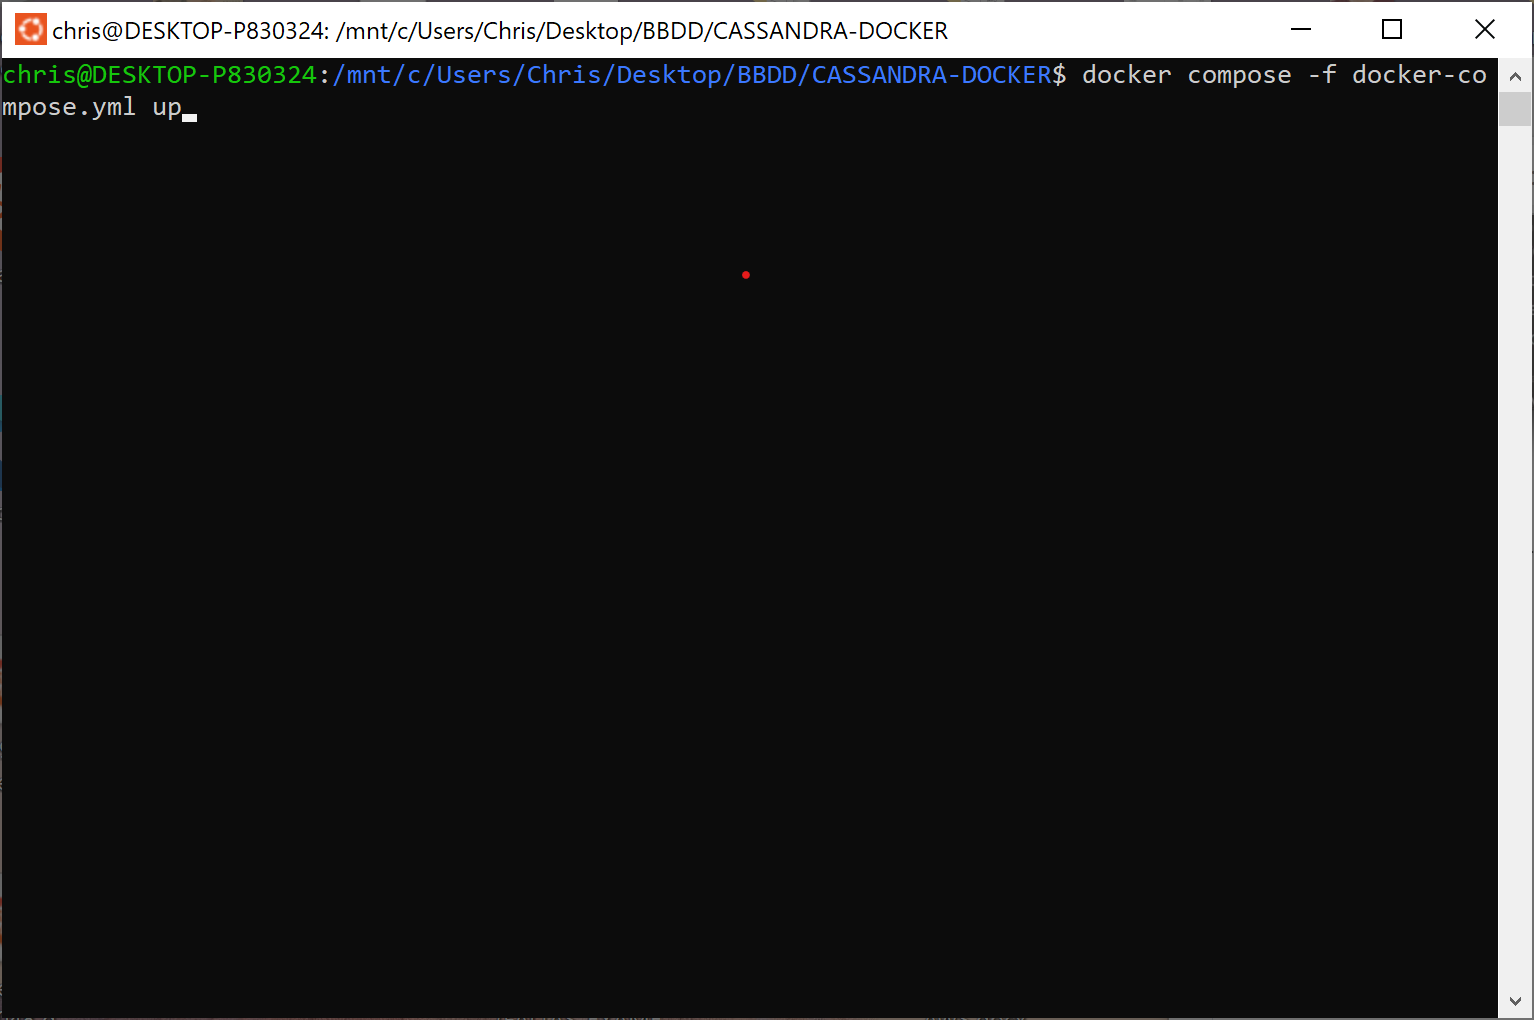 chris@DESKTOP-P830324: /mnt/c/Users/Chris/Desktop/BBDD/CASSANDRA-DOCKER
chris@DESKTOP-P830324:/mnt/c/Users/Chris/Desktop/BBDD/CASSANDRA-DOCKER$ docker compose -f docker-co
mpose.yml up